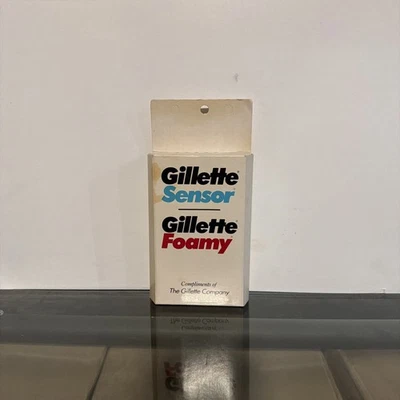 Gillette
Sensor
Gillette
Foamy
Compliments of
The Gillette Company